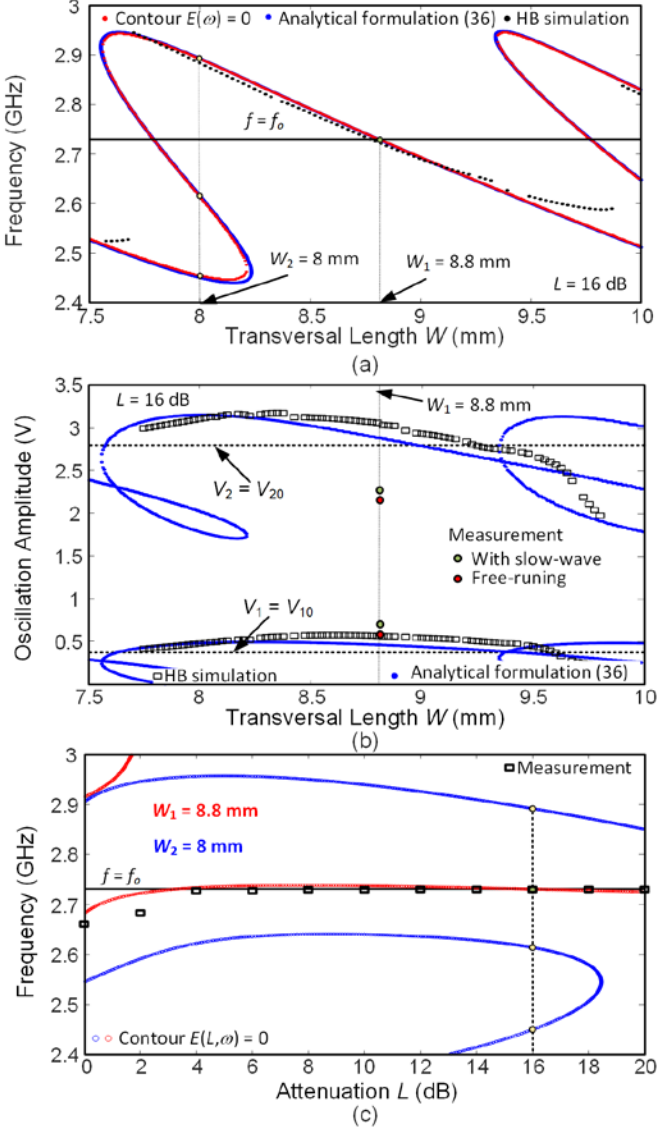 Contour E(ω) = 0 Analytical formulation (36) HB simulation
3
2.9
2.8
2.7
2.6
2.5
2.4
Frequency (GHz)
f = fo
W2 = 8 mm
W1 = 8.8 mm
L = 16 dB
7.5 8 8.5 9 9.5 10
Transversal Length W (mm)
(a)
3.5
3
2.5
2
1.5
1
0.5
Oscillation Amplitude (V)
L = 16 dB
W1 = 8.8 mm
V2 = V20
Measurement
With slow-wave
Free-runing
V1 = V10
HB simulation Analytical formulation (36)
7.5 8 8.5 9 9.5 10
Transversal Length W (mm)
(b)
3
2.9
2.8
2.7
2.6
2.5
2.4
Frequency (GHz)
Measurement
W1 = 8.8 mm
W2 = 8 mm
f = fo
Contour E(L,ω) = 0
0 2 4 6 8 10 12 14 16 18 20
Attenuation L (dB)
(c)